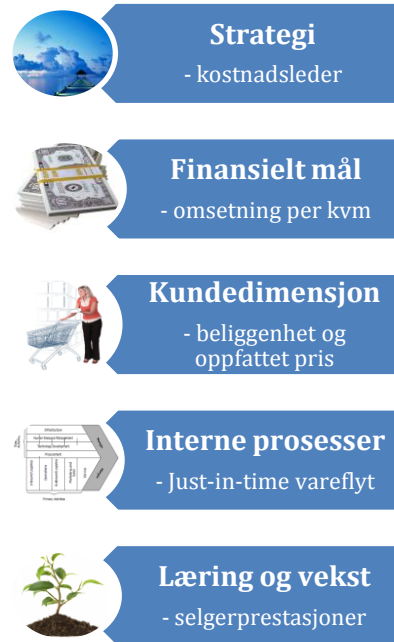 Strategi
- kostnadsleder
Finansielt mål
- omsetning per kvm
Kundedimensjon
- beliggenhet og
oppfattet pris
Interne prosesser
- Just-in-time vareflyt
Læring og vekst
- selgerprestasjoner